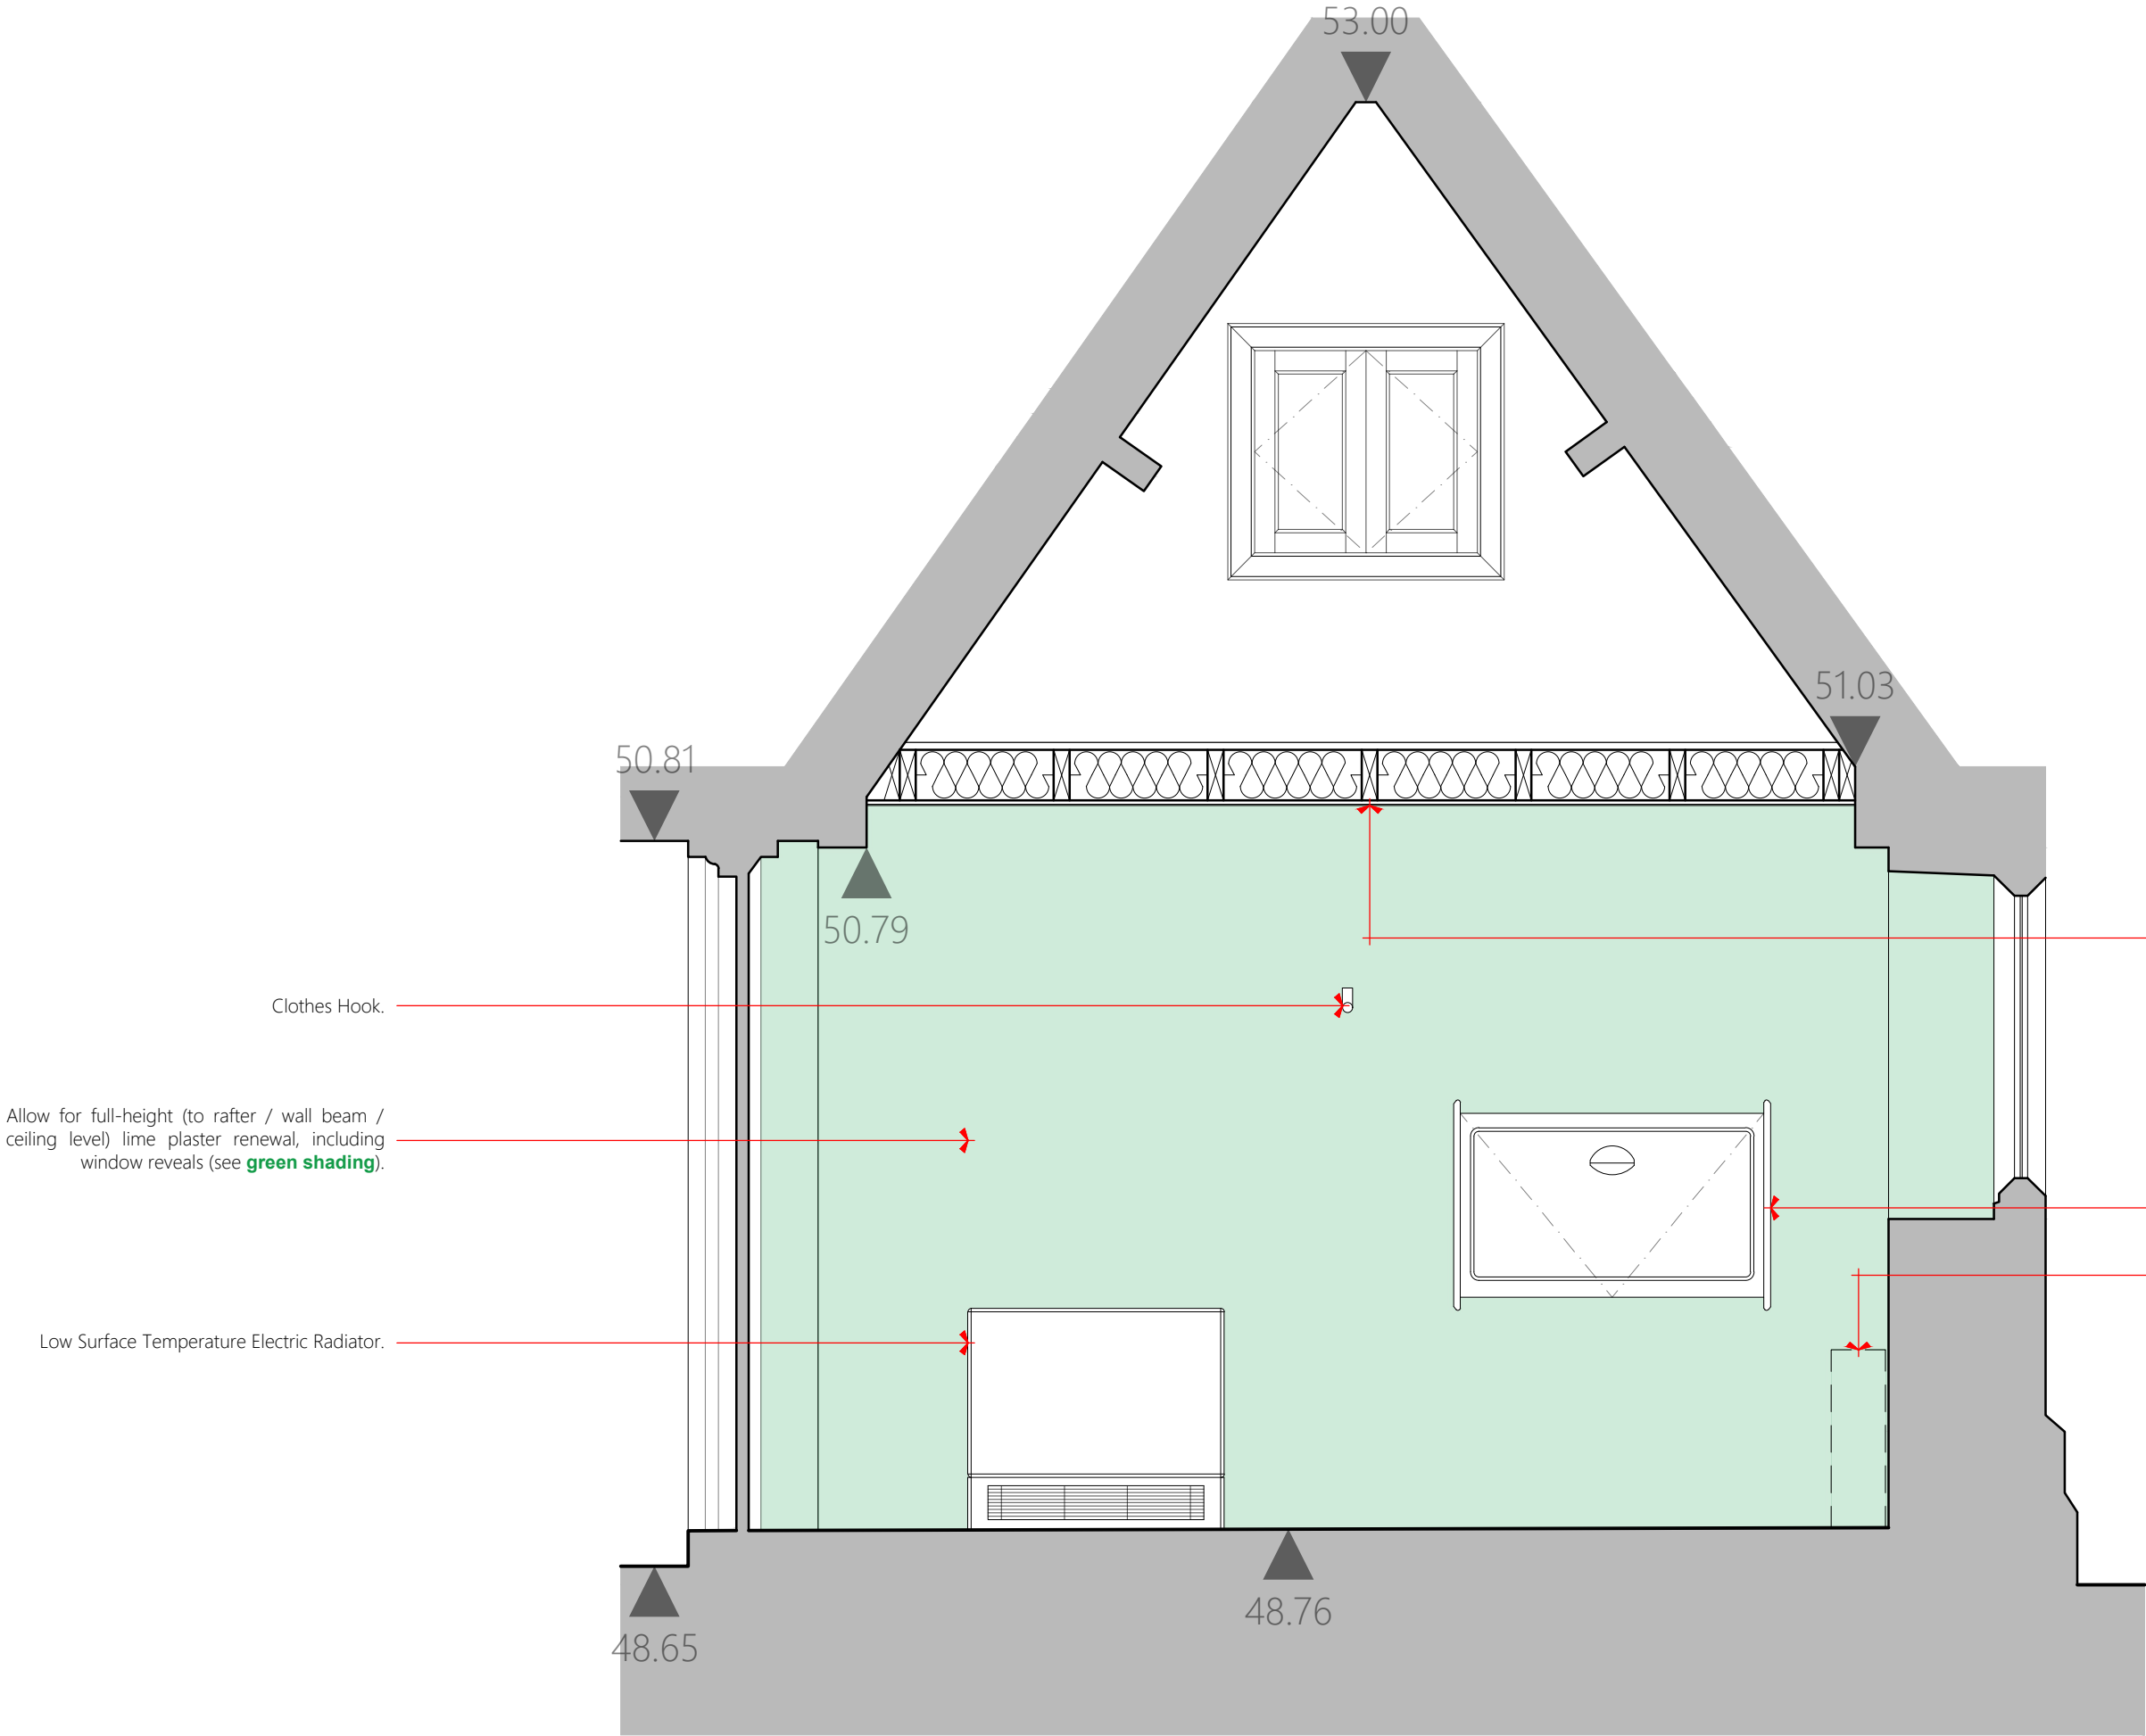 53.00
51.03
50.81
50.79
Clothes Hook.
Allow for full-height (to rafter / wall beam /
ceiling level) lime plaster renewal, including
window reveals (see green shading).
Low Surface Temperature Electric Radiator.
48.76
48.65